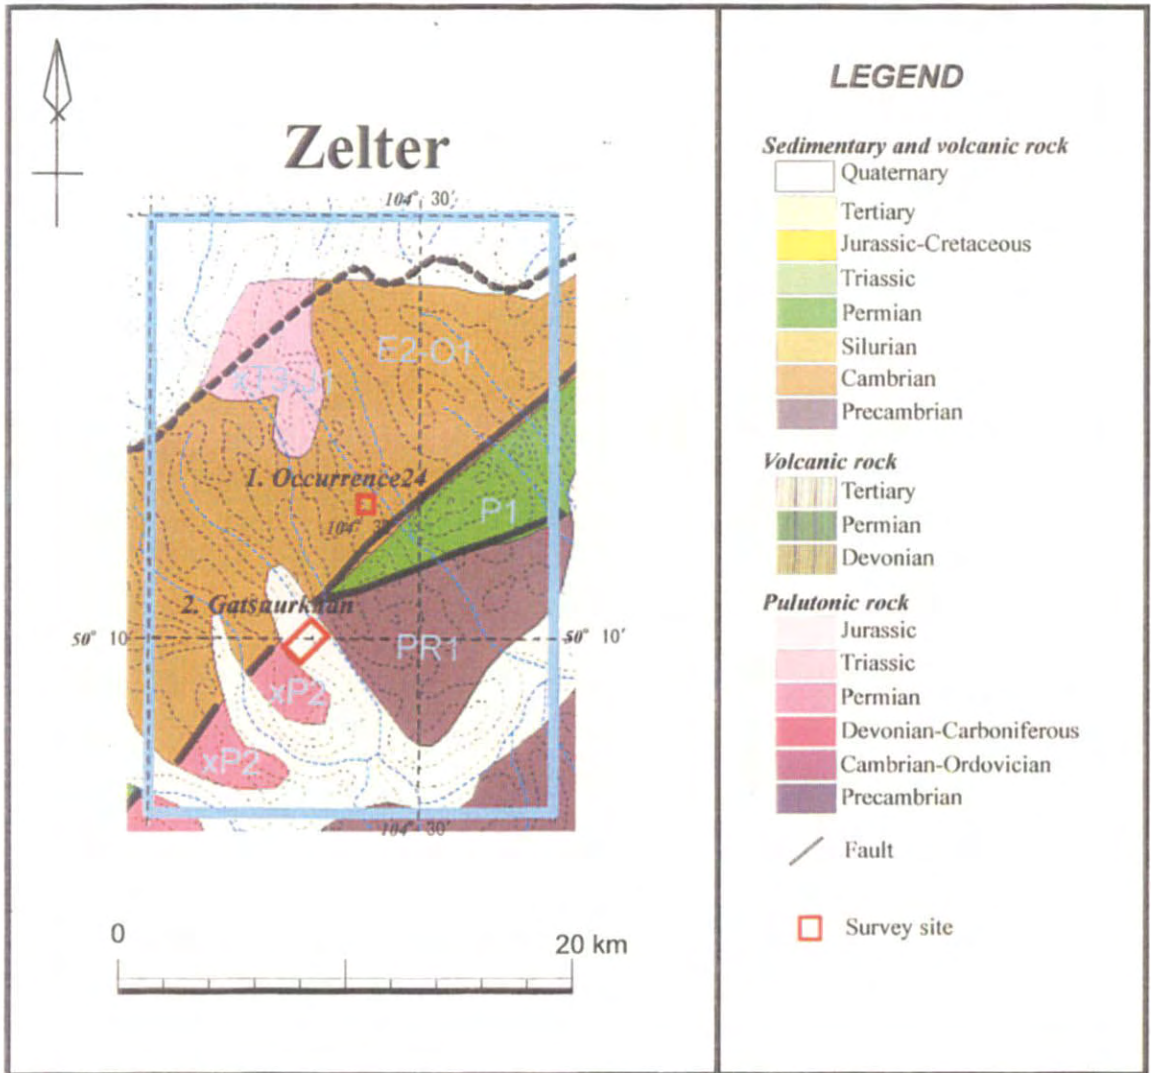 Zelter
104° 30′
E2-O1
xT3-J1
1. Occurrence24
P1
2. Gatsaurkhan
50° 10′
50° 10′
PR1
xP2
xP2
104° 30′
0
20 km
LEGEND
Sedimentary and volcanic rock
Quaternary
Tertiary
Jurassic-Cretaceous
Triassic
Permian
Silurian
Cambrian
Precambrian
Volcanic rock
Tertiary
Permian
Devonian
Pulutonic rock
Jurassic
Triassic
Permian
Devonian-Carboniferous
Cambrian-Ordovician
Precambrian
Fault
Survey site